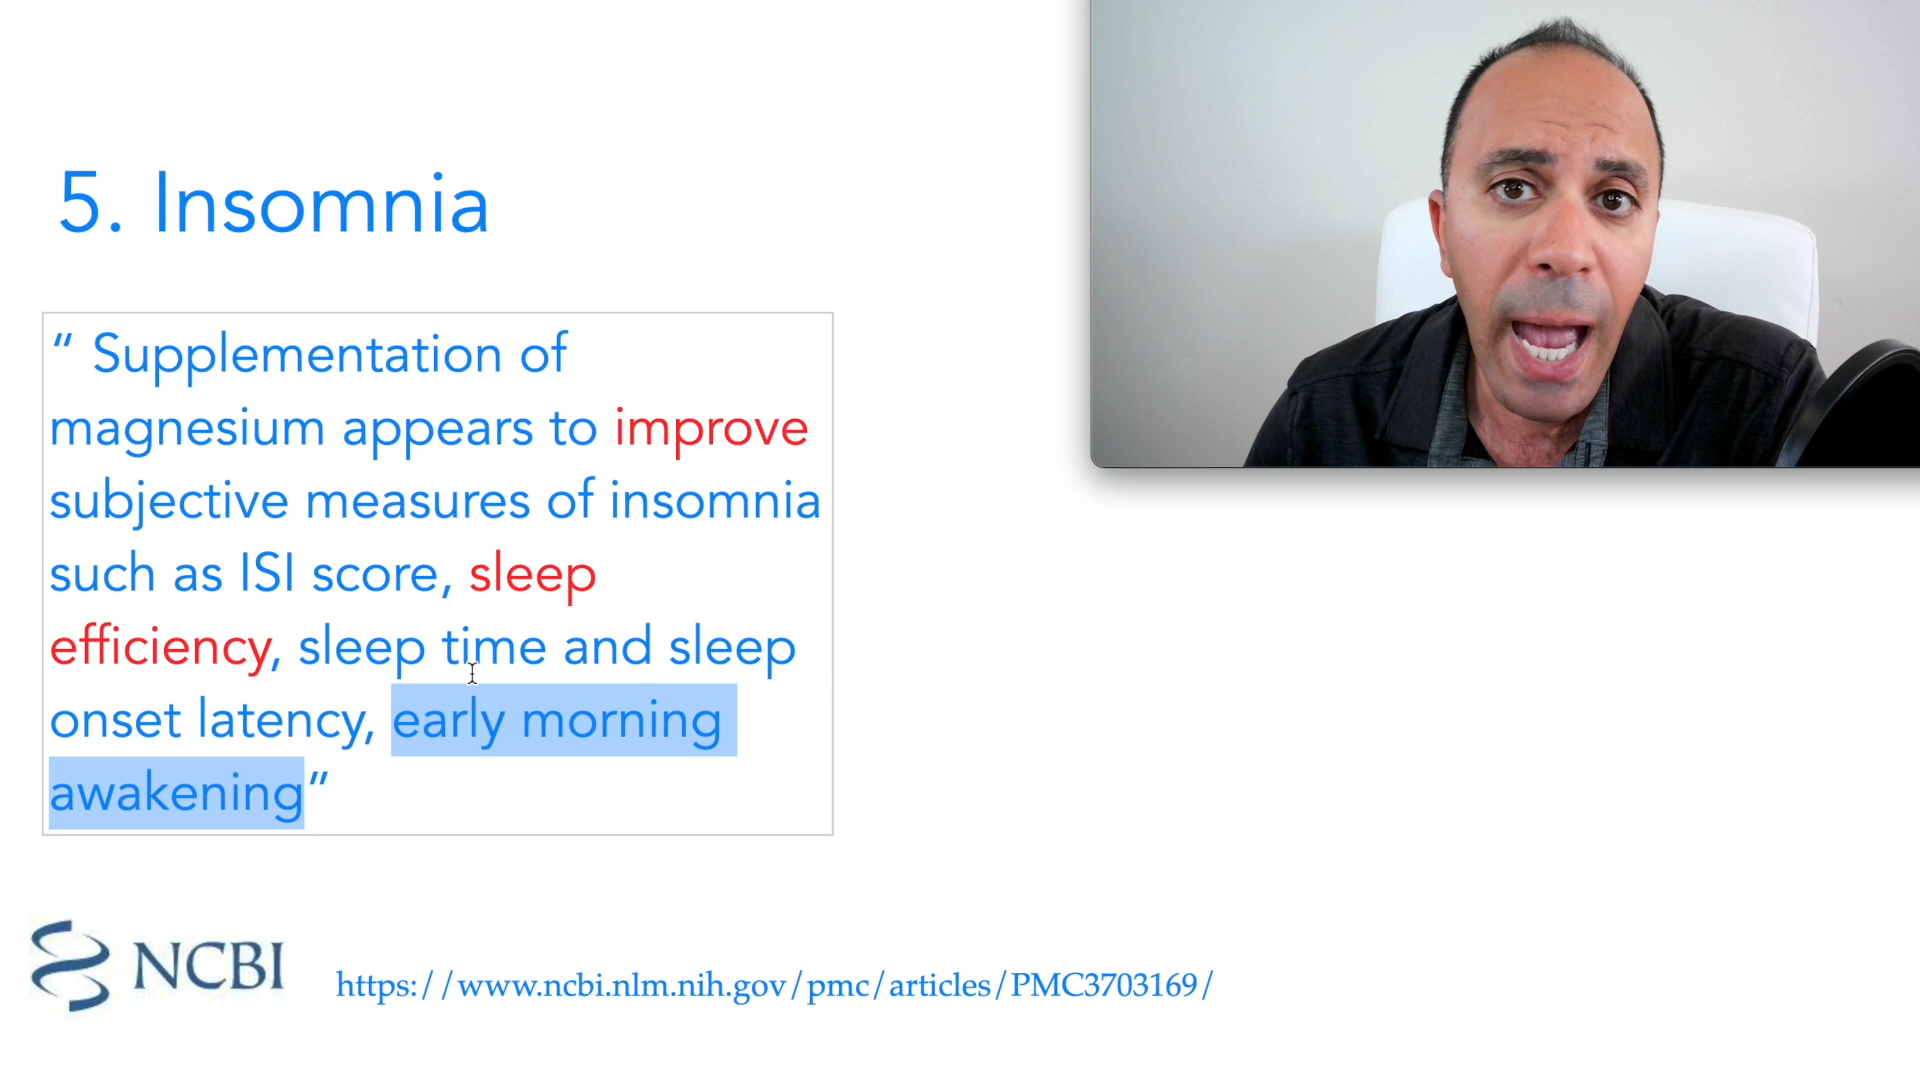 5. Insomnia
“ Supplementation of
magnesium appears to improve
subjective measures of insomnia
such as ISI score, sleep
efficiency, sleep time and sleep
onset latency, early morning
awakening”
NCBI
https://www.ncbi.nlm.nih.gov/pmc/articles/PMC3703169/